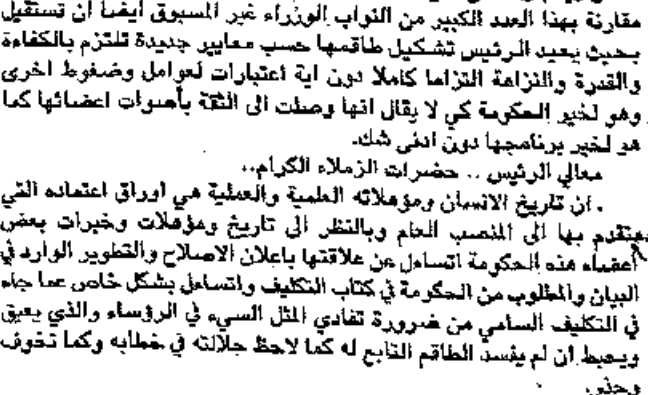 مقارنة بهذا العدد الكبير من النواب الوزراء غير المسبوق ايضا ان تستقيل
بحيث يعيد الرئيس تشكيل طاقمها حسب معايير جديدة تلتزم بالكفاءة
والقدرة والنزاهة التزاما كاملا دون اية اعتبارات لعوامل وضغوط اخرى
وهو لخير الحكومة كي لا يقال انها وصلت الى الثقة بأصوات اعضائها كما
هو لخير برنامجها دون ادنى شك.
معالي الرئيس .. حضرات الزملاء الكرام..
. ان تاريخ الانسان ومؤهلاته العلمية والعملية هي اوراق اعتماده التي
يتقدم بها الى المنصب العام وبالنظر الى تاريخ ومؤهلات وخبرات بعض
أعضاء هذه الحكومة اتساءل عن علاقتها باعلان الاصلاح والتطوير الوارد في
البيان والمطلوب من الحكومة في كتاب التكليف واتساءل بشكل خاص عما جاء
في التكليف السامي من ضرورة تفادي المثل السيء في الرؤساء والذي يعيق
ويحبط ان لم يفسد الطاقم التابع له كما لاحظ جلالته في خطابه وكما تخوف
وحذر